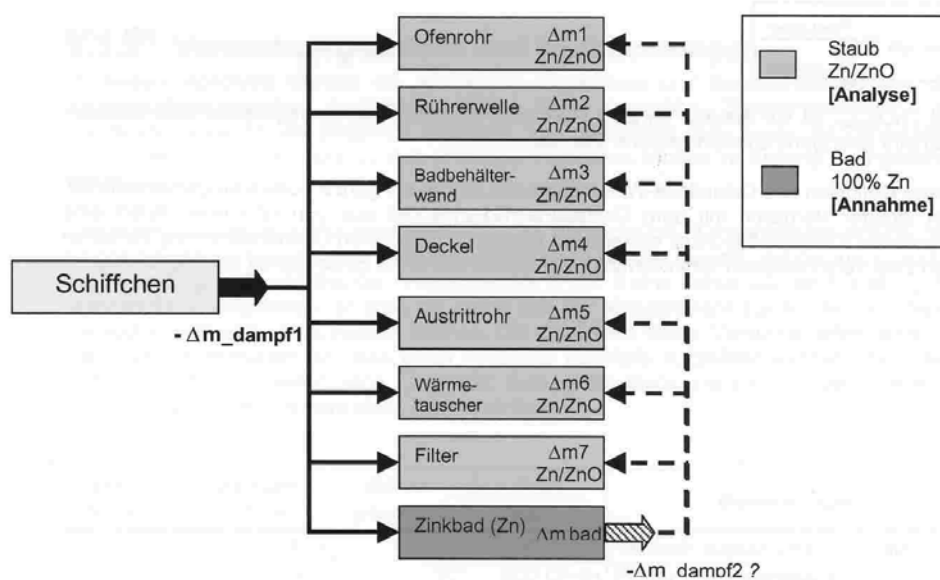 Ofenrohr Δm1
Zn/ZnO
Rührerwelle Δm2
Zn/ZnO
Badbehälter- Δm3
wand Zn/ZnO
Deckel Δm4
Zn/ZnO
Schiffchen
- Δm_dampf1
Austrittrohr Δm5
Zn/ZnO
Wärme- Δm6
tauscher Zn/ZnO
Filter Δm7
Zn/ZnO
Zinkbad (Zn) Δm bad
-Δm_dampf2 ?
Staub
Zn/ZnO
[Analyse]
Bad
100% Zn
[Annahme]